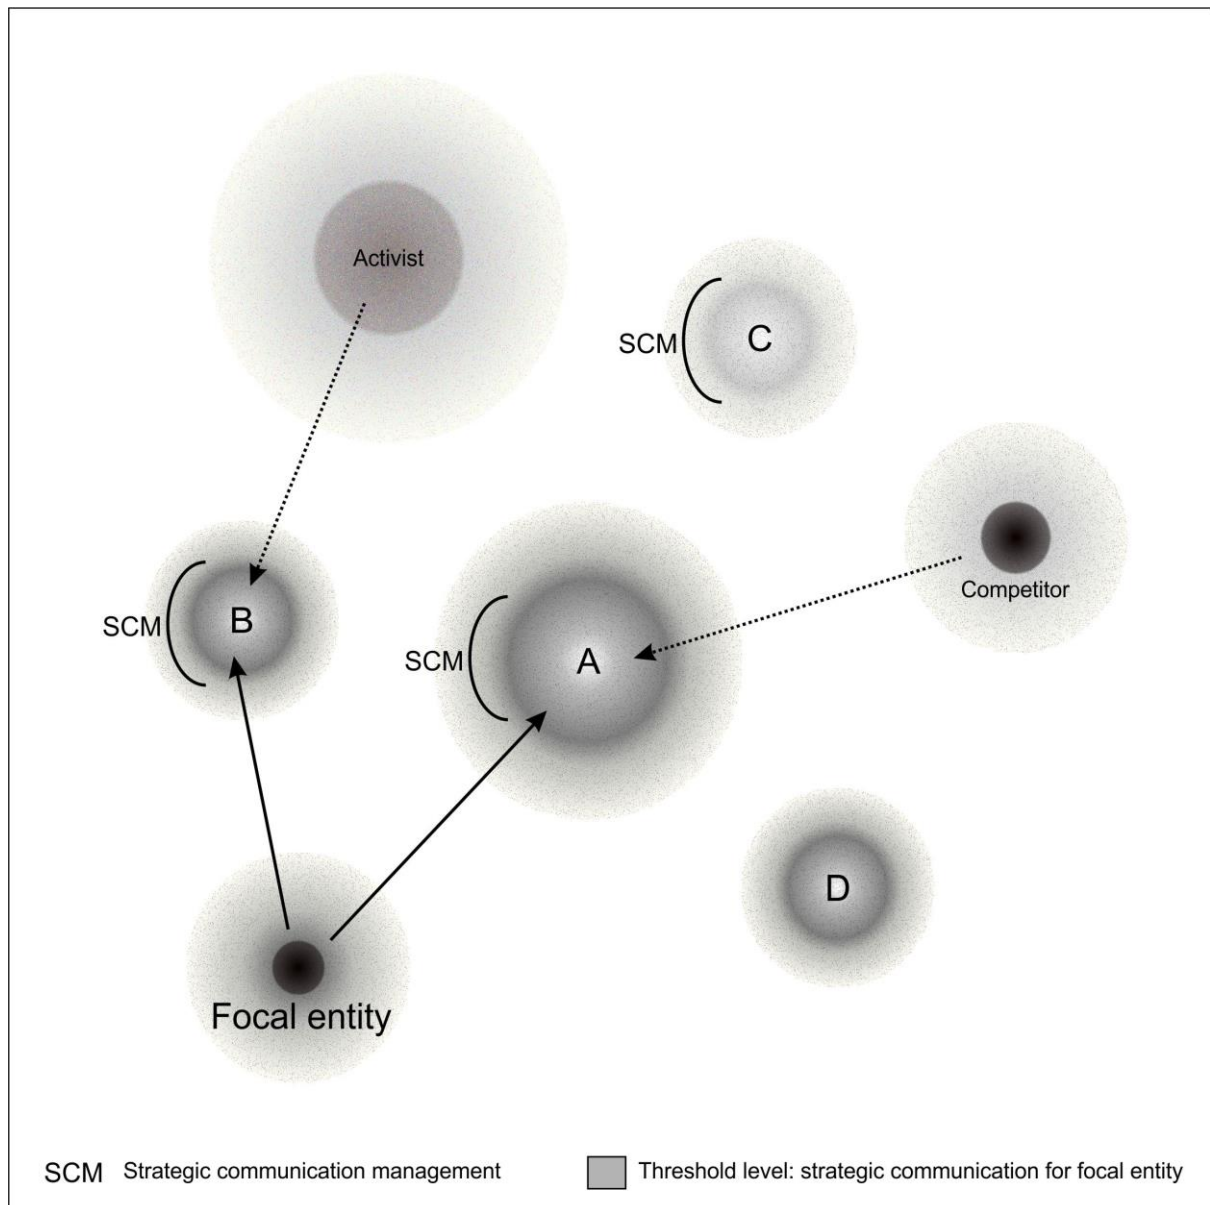 Activist
SCM
C
Competitor
SCM
B
SCM
A
D
Focal entity
SCM Strategic communication management
Threshold level: strategic communication for focal entity